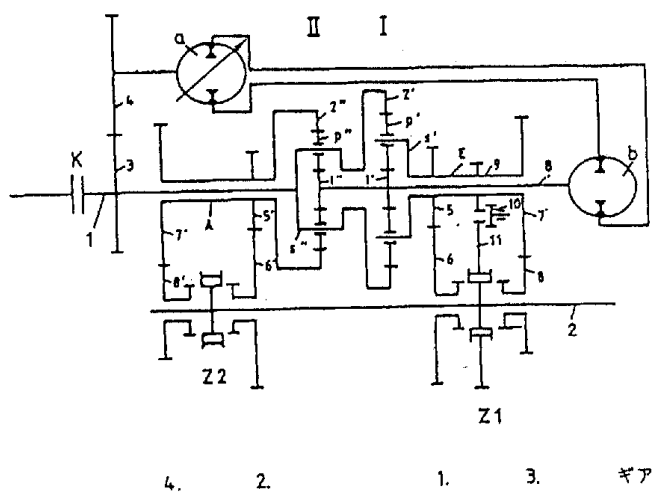 II I
a
4
K
3
1
2'' 2'
p'' p'
s'
E 9 8
b
1'' 1'
7' A 5' s'' 5 10 7
8' 6' 6 11 8
2
Z2
Z1
4. 2. 1. 3. ギア